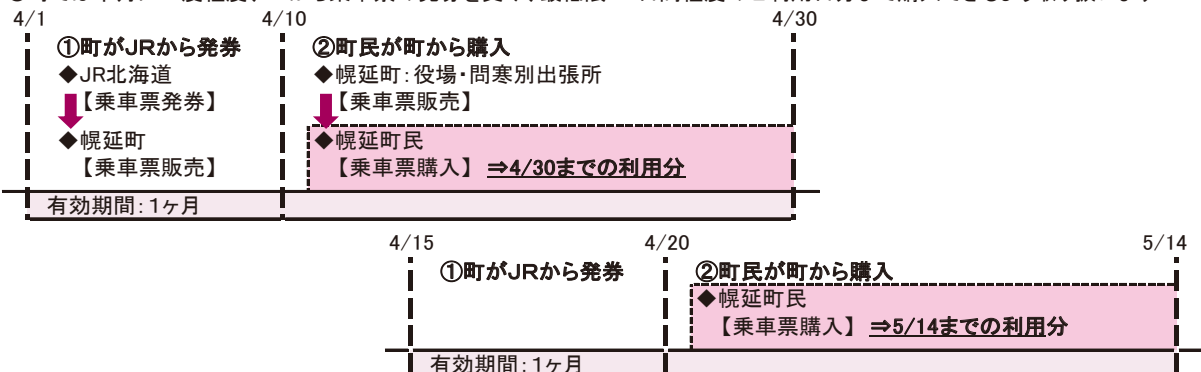 4/1 4/10 4/30
①町がJRから発券 ②町民が町から購入
◆JR北海道 ◆幌延町：役場・問寒別出張所
【乗車票発券】 【乗車票販売】
◆幌延町 ◆幌延町民
【乗車票販売】 【乗車票購入】 ⇒4/30までの利用分
有効期間：1ヶ月
4/15 4/20 5/14
①町がJRから発券 ②町民が町から購入
◆幌延町民
【乗車票購入】 ⇒5/14までの利用分
有効期間：1ヶ月